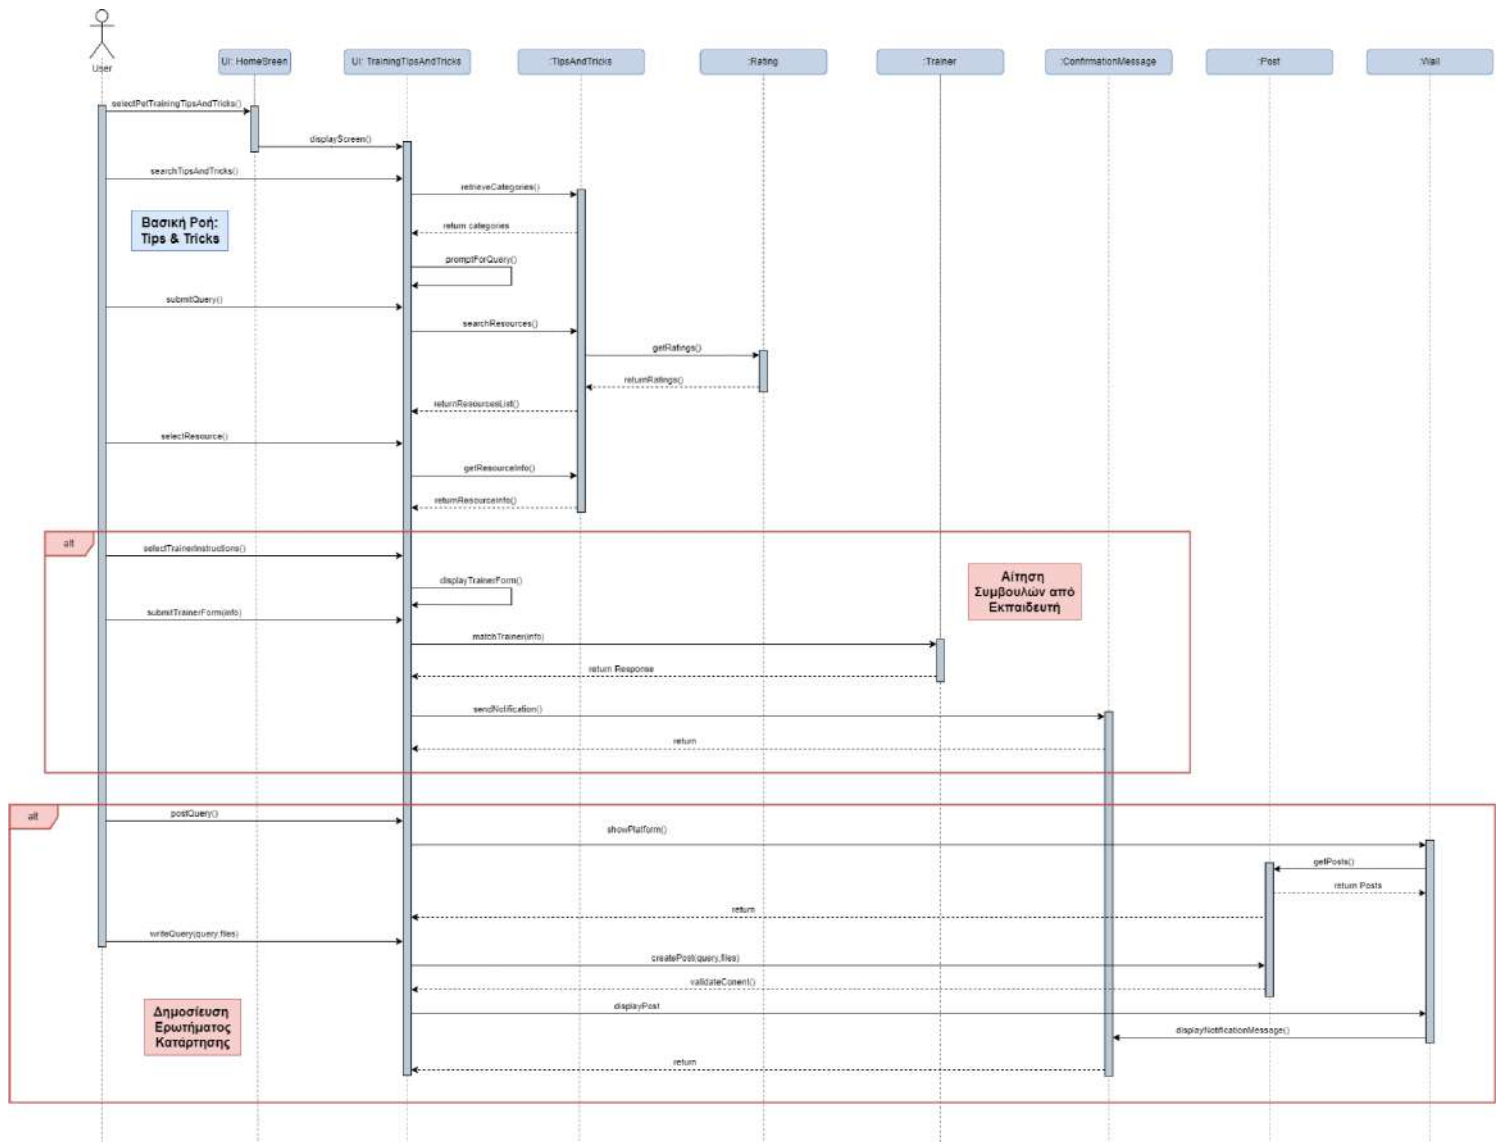 User
UI: HomeSreen
UI: TrainingTipsAndTricks
:TipsAndTricks
:Rating
:Trainer
:ConfirmationMessage
:Post
:Wall
selectPetTrainingTipsAndTricks()
displayScreen()
searchTipsAndTricks()
retrieveCategories()
Βασική Ροή:
Tips & Tricks
return categories
promptForQuery()
submitQuery()
searchResources()
getRatings()
returnRatings()
returnResourcesList()
selectResource()
getResourceInfo()
returnResourceInfo()
alt
selectTrainerInstructions()
Αίτηση
Συμβουλών από
Εκπαιδευτή
displayTrainerForm()
submitTrainerForm(info)
matchTrainer(info)
return Response
sendNotification()
return
alt
postQuery()
showPlatform()
getPosts()
return Posts
return
writeQuery(query,files)
createPost(query,files)
validateConent()
displayPost
Δημοσίευση
Ερωτήματος
Κατάρτησης
displayNotificationMessage()
return